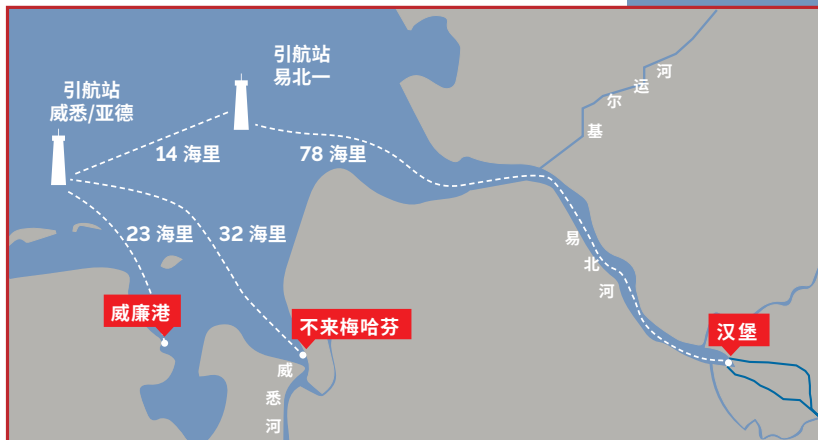 引航站
易北一
引航站
威悉/亚德
14 海里
78 海里
23 海里
32 海里
基尔运河
易北河
威廉港
不来梅哈芬
汉堡
威悉河